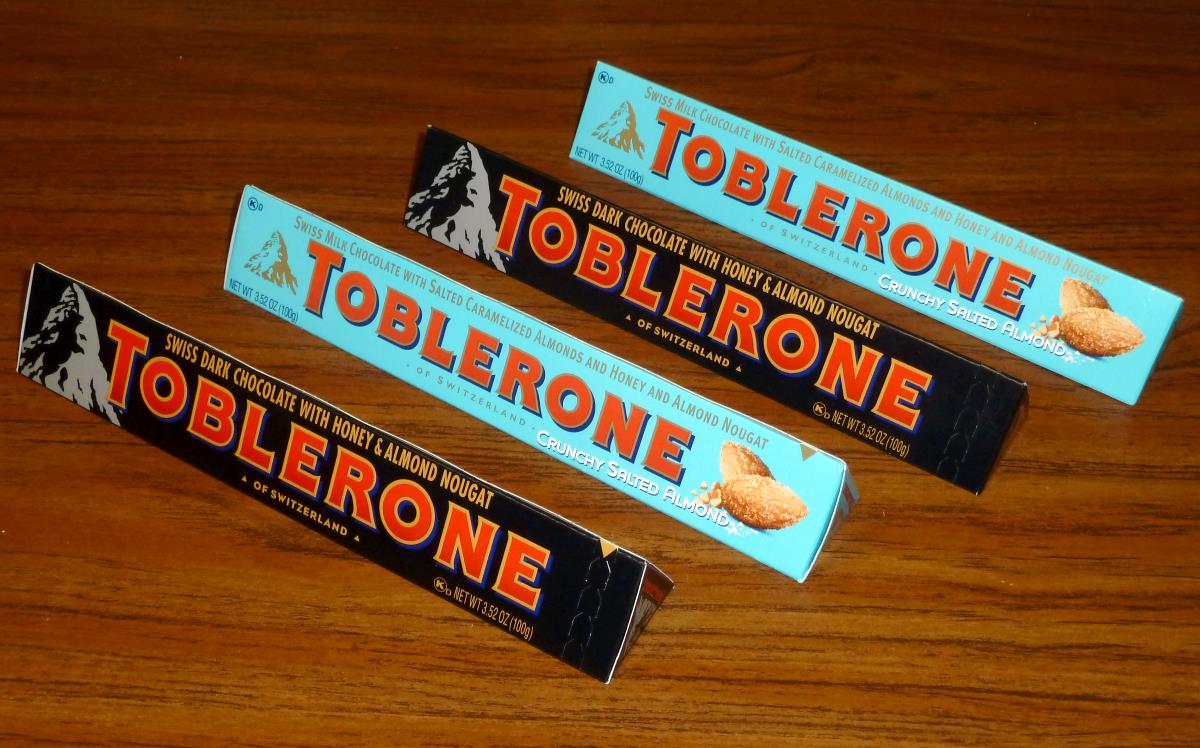 KD
SWISS MILK CHOCOLATE WITH SALTED CARAMELIZED ALMONDS AND HONEY AND ALMOND NOUGAT
TOBLERONE
NET WT 3.52 OZ (100g)
· OF SWITZERLAND ·
CRUNCHY SALTED ALMOND
SWISS DARK CHOCOLATE WITH HONEY & ALMOND NOUGAT
TOBLERONE
▲ OF SWITZERLAND ▲
KD NET WT 3.52 OZ (100g)
KD
SWISS MILK CHOCOLATE WITH SALTED CARAMELIZED ALMONDS AND HONEY AND ALMOND NOUGAT
TOBLERONE
NET WT 3.52 OZ (100g)
· OF SWITZERLAND ·
CRUNCHY SALTED ALMOND
SWISS DARK CHOCOLATE WITH HONEY & ALMOND NOUGAT
TOBLERONE
▲ OF SWITZERLAND ▲
KD NET WT 3.52 OZ (100g)